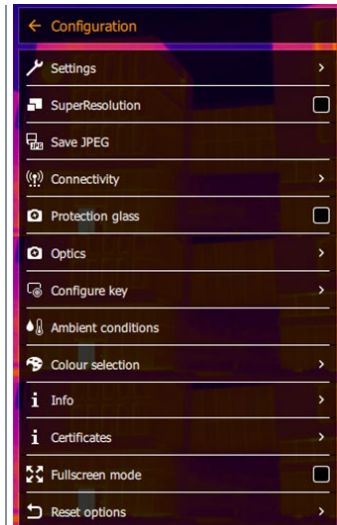 Configuration
Settings
SuperResolution
Save JPEG
Connectivity
Protection glass
Optics
Configure key
Ambient conditions
Colour selection
Info
Certificates
Fullscreen mode
Reset options